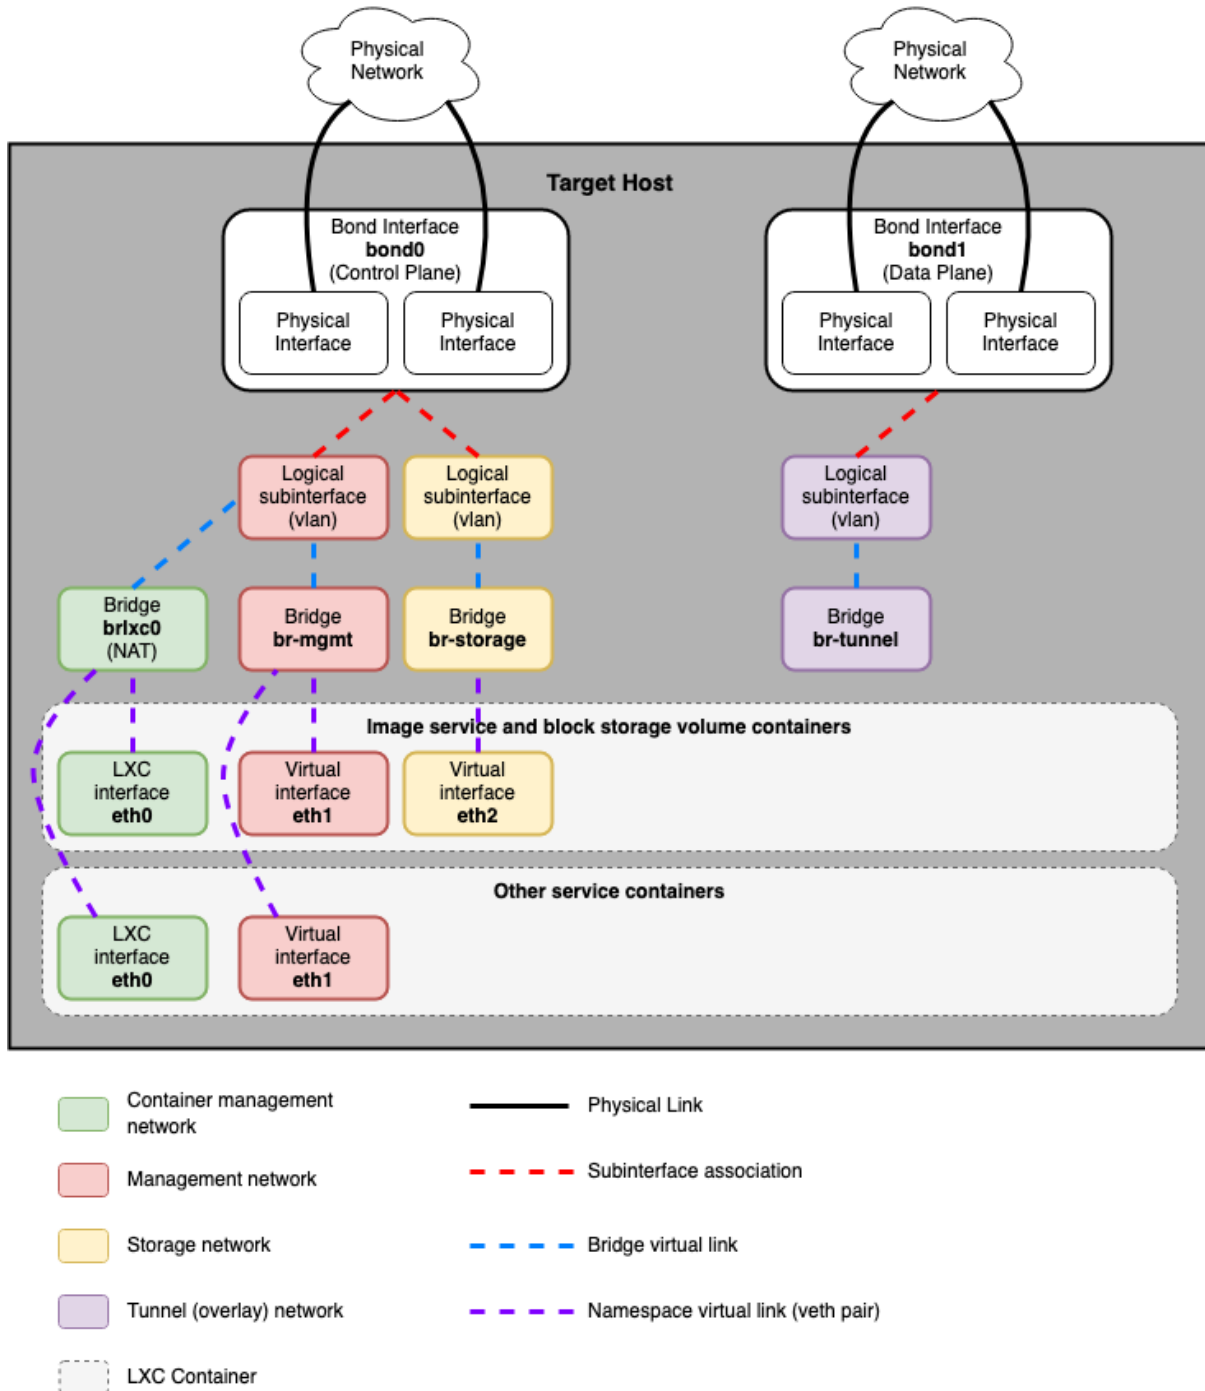 Physical
Network
Physical
Network
Target Host
Bond Interface
bond0
(Control Plane)
Physical
Interface
Physical
Interface
Bond Interface
bond1
(Data Plane)
Physical
Interface
Physical
Interface
Logical
subinterface
(vlan)
Logical
subinterface
(vlan)
Logical
subinterface
(vlan)
Bridge
brlxc0
(NAT)
Bridge
br-mgmt
Bridge
br-storage
Bridge
br-tunnel
Image service and block storage volume containers
LXC
interface
eth0
Virtual
interface
eth1
Virtual
interface
eth2
Other service containers
LXC
interface
eth0
Virtual
interface
eth1
Container management
network
Management network
Storage network
Tunnel (overlay) network
LXC Container
Physical Link
Subinterface association
Bridge virtual link
Namespace virtual link (veth pair)